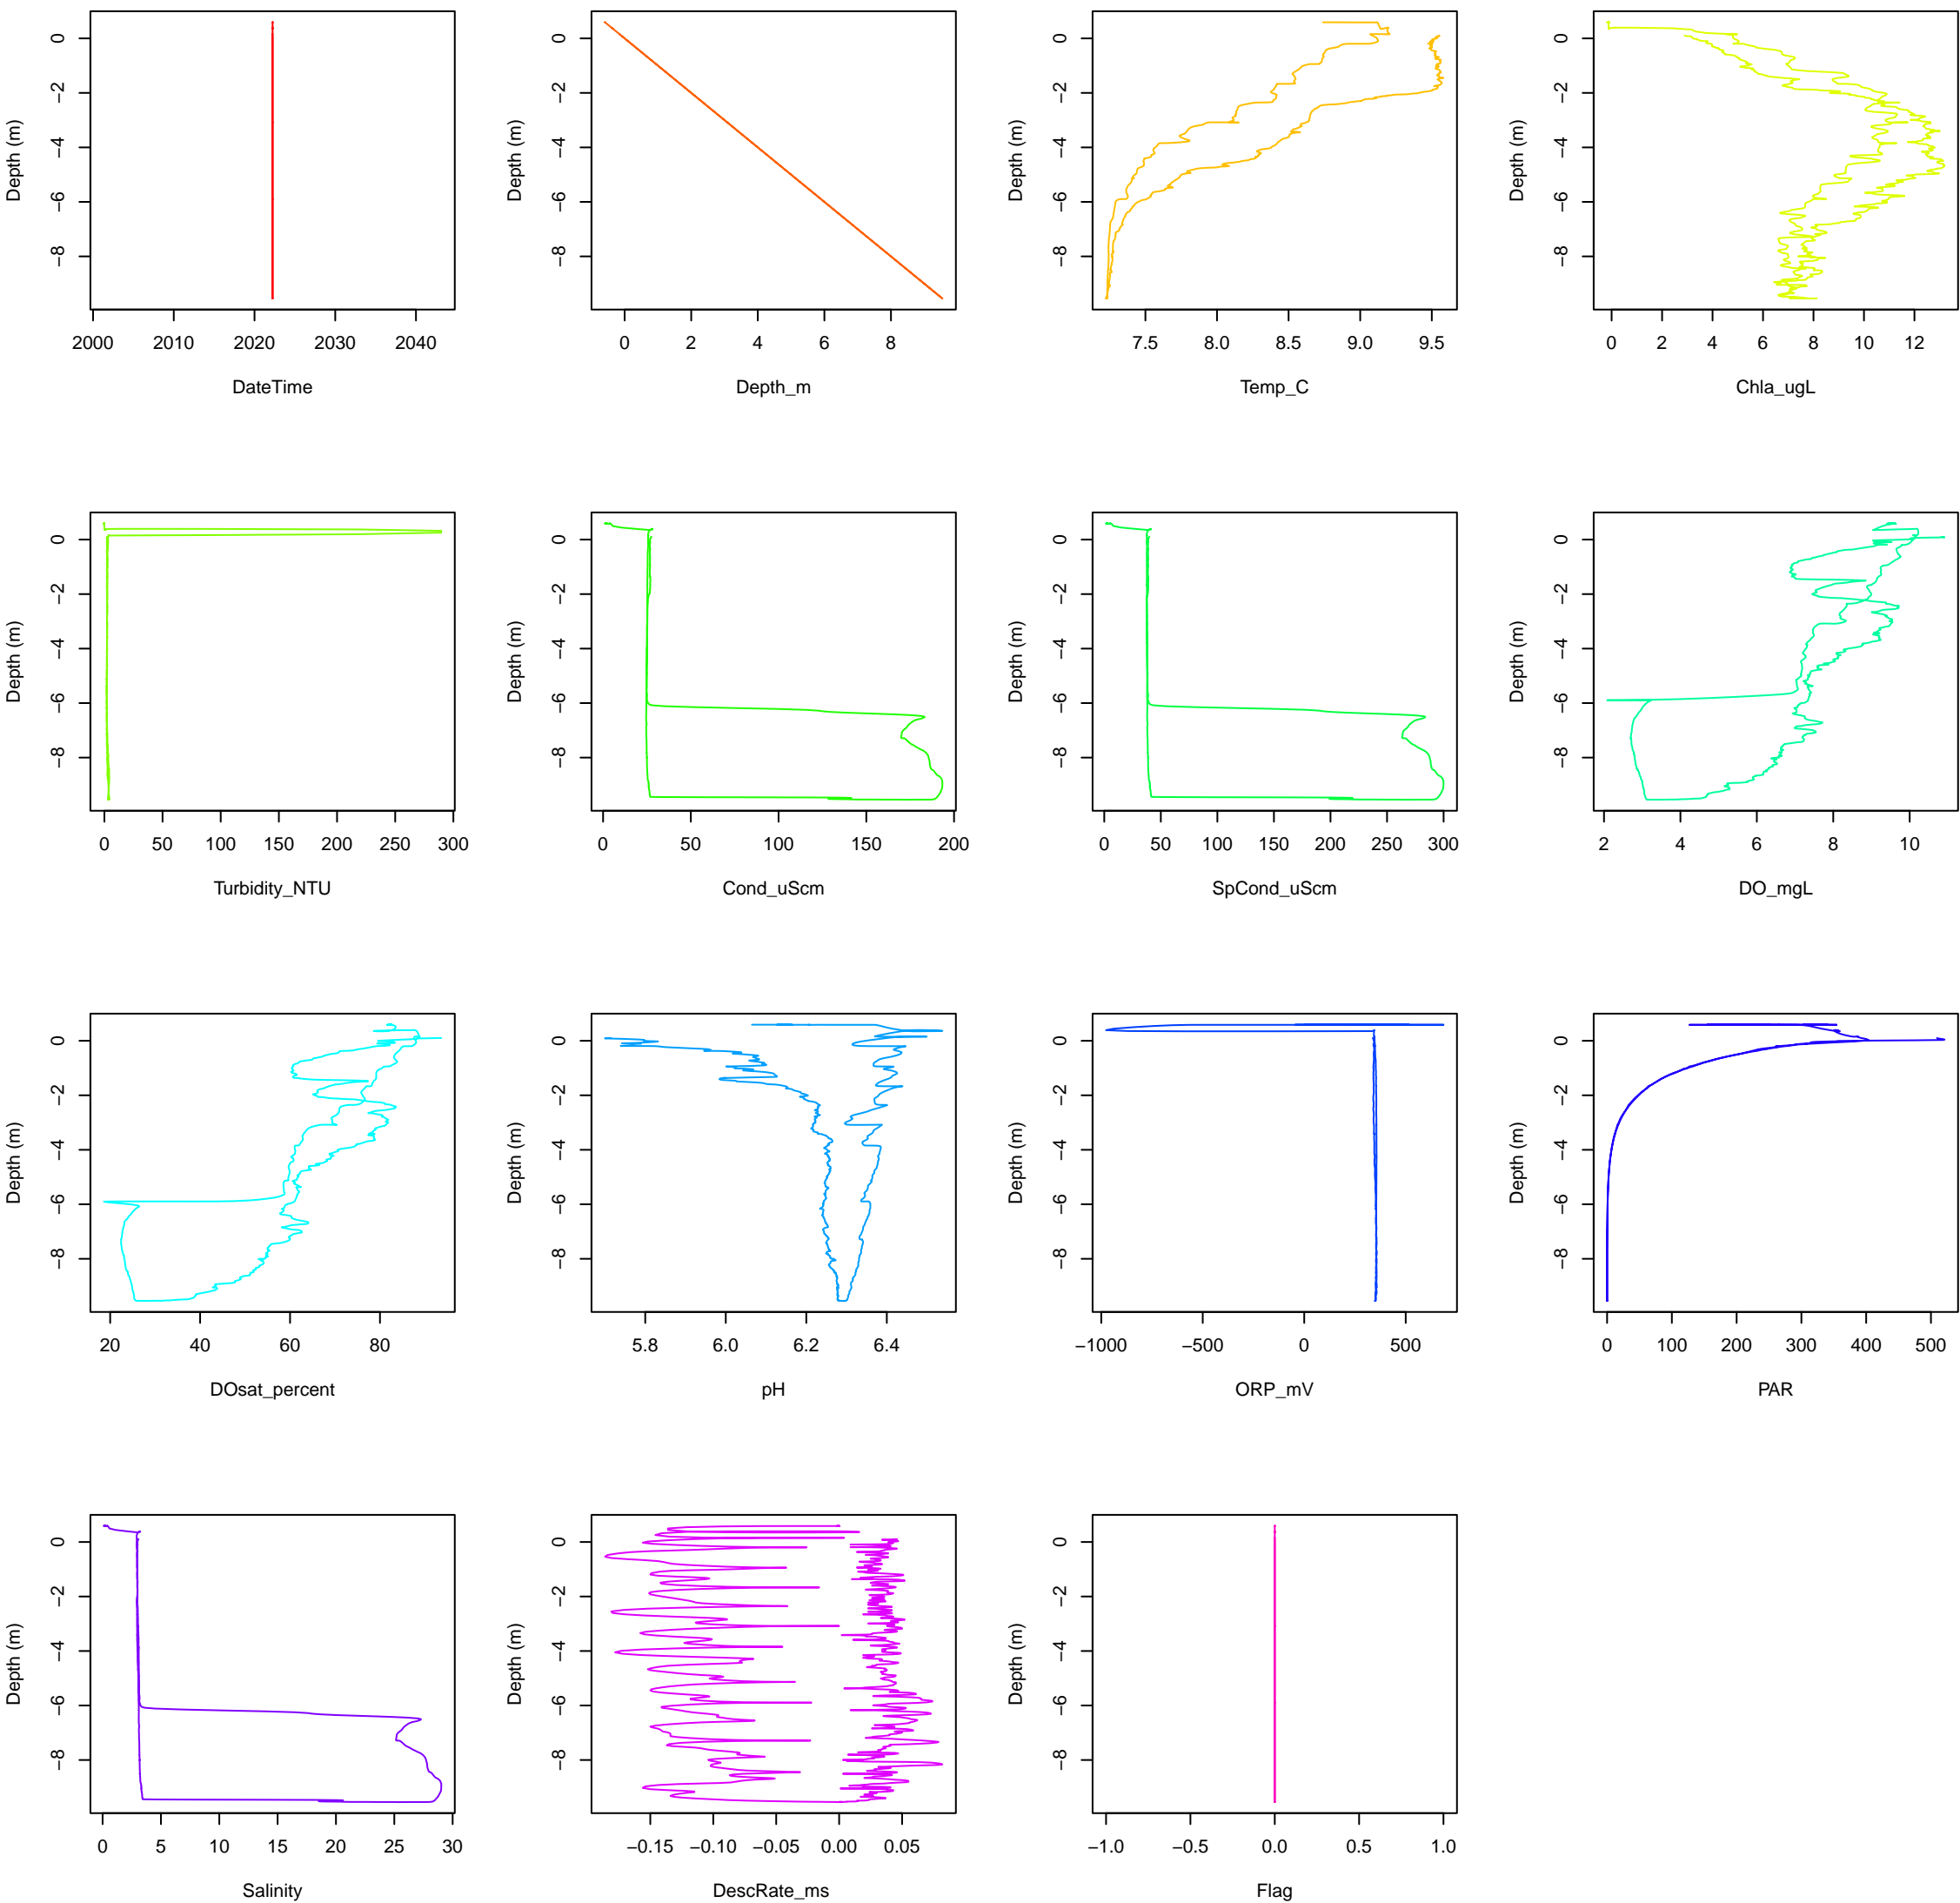 Depth (m)
0
−2
−4
−6
−8
2000 2010 2020 2030 2040
DateTime
Depth (m)
0
−2
−4
−6
−8
0 2 4 6 8
Depth_m
Depth (m)
0
−2
−4
−6
−8
7.5 8.0 8.5 9.0 9.5
Temp_C
Depth (m)
0
−2
−4
−6
−8
0 2 4 6 8 10 12
Chla_ugL
Depth (m)
0
−2
−4
−6
−8
0 50 100 150 200 250 300
Turbidity_NTU
Depth (m)
0
−2
−4
−6
−8
0 50 100 150 200
Cond_uScm
Depth (m)
0
−2
−4
−6
−8
0 50 100 150 200 250 300
SpCond_uScm
Depth (m)
0
−2
−4
−6
−8
2 4 6 8 10
DO_mgL
Depth (m)
0
−2
−4
−6
−8
20 40 60 80
DOsat_percent
Depth (m)
0
−2
−4
−6
−8
5.8 6.0 6.2 6.4
pH
Depth (m)
0
−2
−4
−6
−8
−1000 −500 0 500
ORP_mV
Depth (m)
0
−2
−4
−6
−8
0 100 200 300 400 500
PAR
Depth (m)
0
−2
−4
−6
−8
0 5 10 15 20 25 30
Salinity
Depth (m)
0
−2
−4
−6
−8
−0.15 −0.10 −0.05 0.00 0.05
DescRate_ms
Depth (m)
0
−2
−4
−6
−8
−1.0 −0.5 0.0 0.5 1.0
Flag